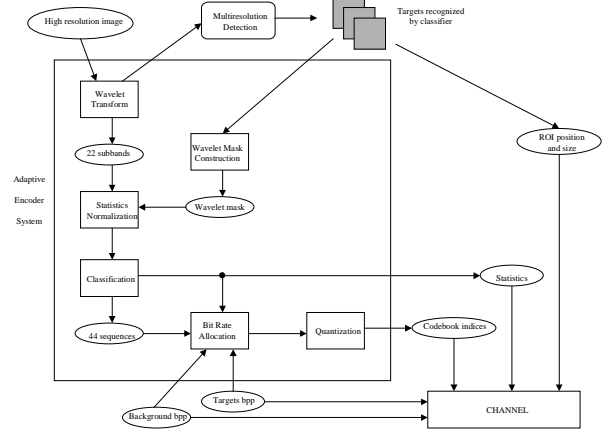 High resolution image
Multiresolution
Detection
Targets recognized
by classifier
Wavelet
Transform
ROI position
and size
22 subbands
Wavelet Mask
Construction
Adaptive
Encoder
System
Statistics
Normalization
Wavelet mask
Classification
Statistics
44 sequences
Bit Rate
Allocation
Quantization
Codebook indices
Targets bpp
Background bpp
CHANNEL